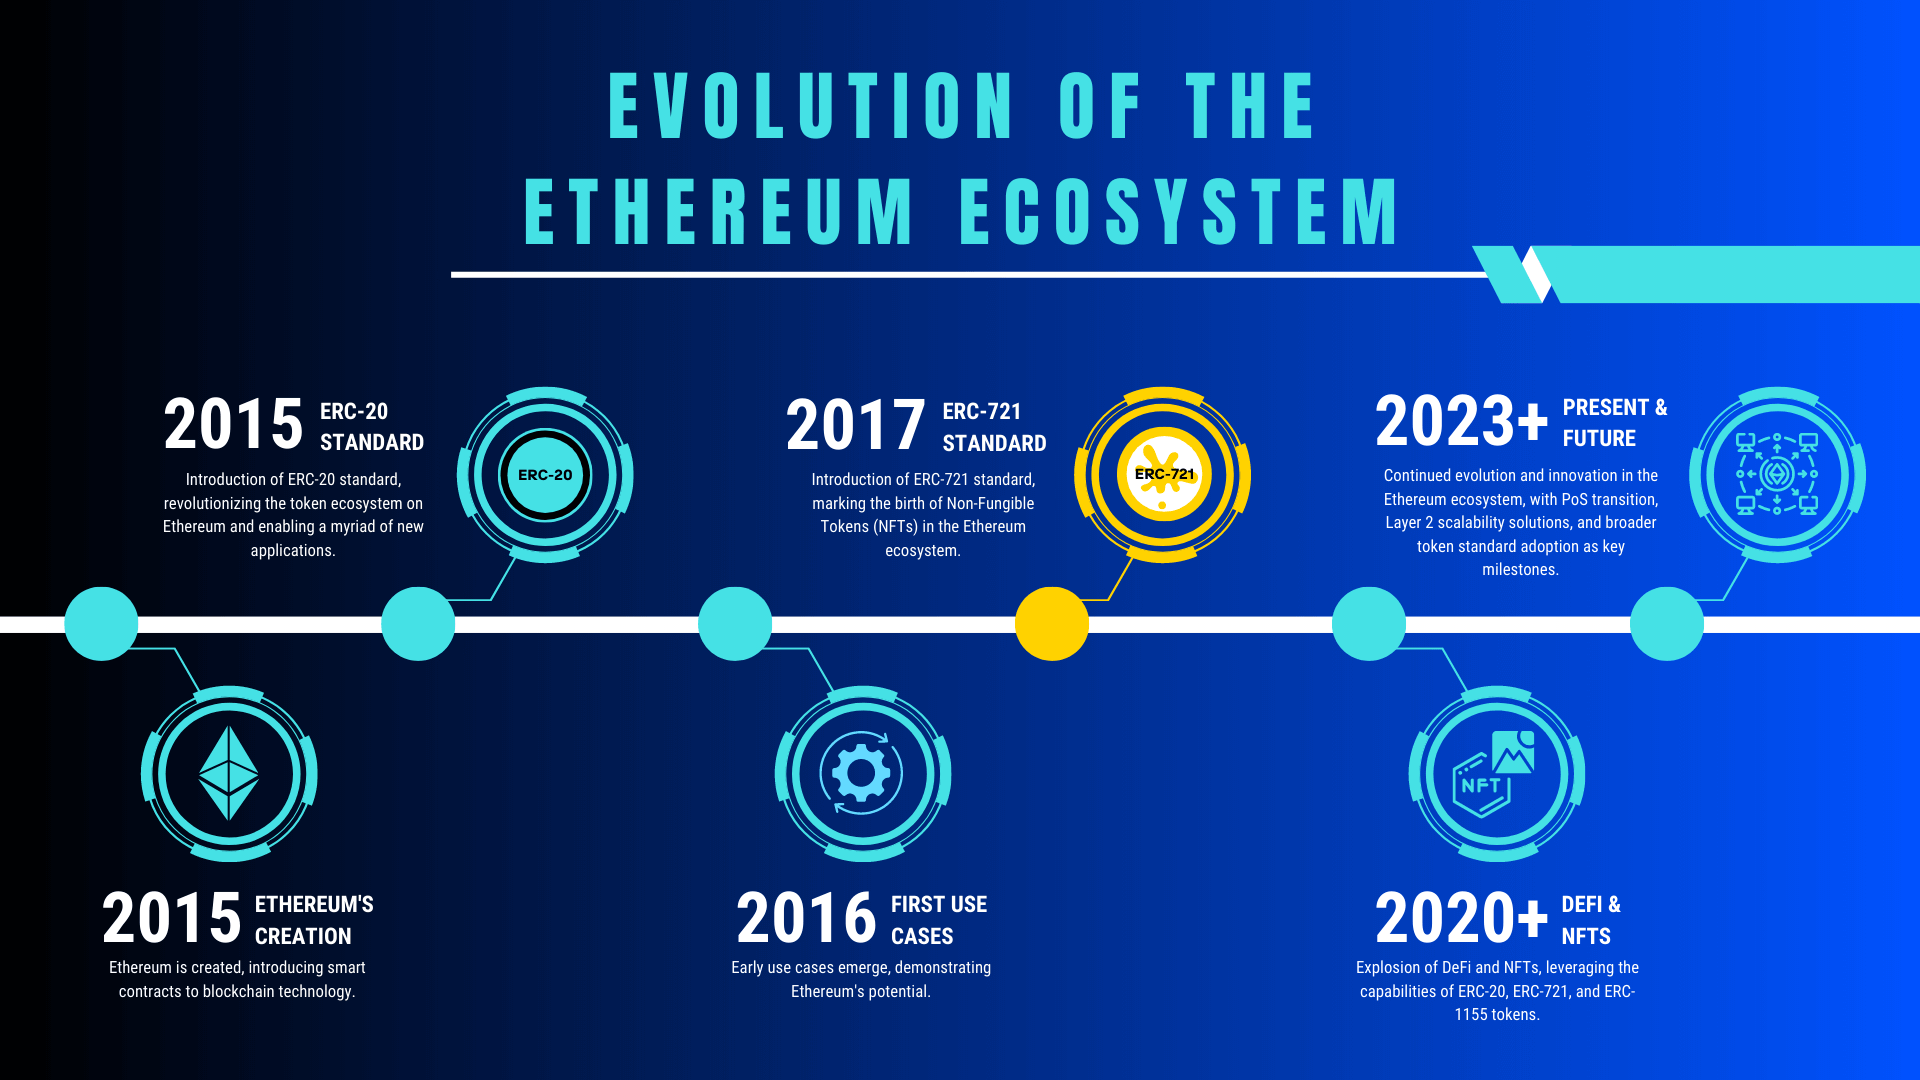 EVOLUTION OF THE
ETHEREUM ECOSYSTEM
2015 ERC-20
STANDARD
Introduction of ERC-20 standard,
revolutionizing the token ecosystem on
Ethereum and enabling a myriad of new
applications.
ERC-20
2017 ERC-721
STANDARD
Introduction of ERC-721 standard,
marking the birth of Non-Fungible
Tokens (NFTs) in the Ethereum
ecosystem.
ERC-721
2023+ PRESENT &
FUTURE
Continued evolution and innovation in the
Ethereum ecosystem, with PoS transition,
Layer 2 scalability solutions, and broader
token standard adoption as key
milestones.
2015 ETHEREUM'S
CREATION
Ethereum is created, introducing smart
contracts to blockchain technology.
2016 FIRST USE
CASES
Early use cases emerge, demonstrating
Ethereum's potential.
NFT
2020+ DEFI &
NFTS
Explosion of DeFi and NFTs, leveraging the
capabilities of ERC-20, ERC-721, and ERC-
1155 tokens.